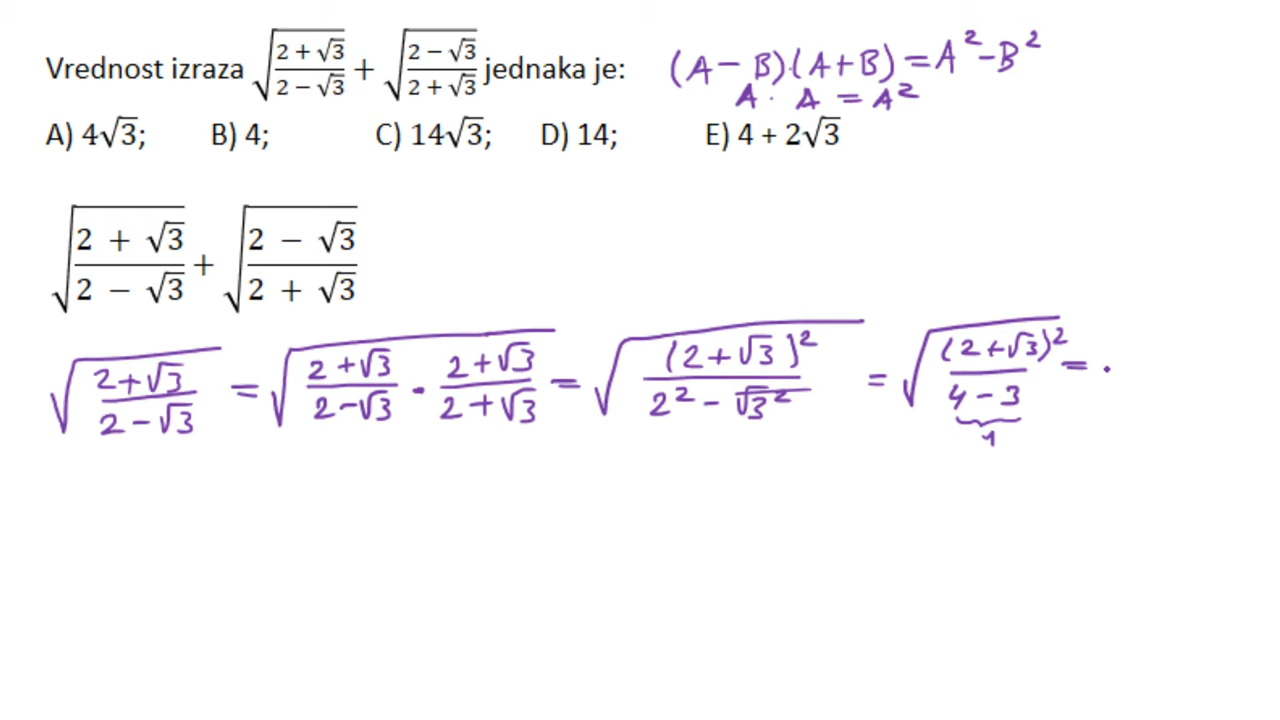 Vrednost izraza √((2 + √3)/(2 − √3)) + √((2 − √3)/(2 + √3)) jednaka je: (A − B)·(A + B) = A² − B²
A · A = A²
A) 4√3; B) 4; C) 14√3; D) 14; E) 4 + 2√3
√((2 + √3)/(2 − √3)) + √((2 − √3)/(2 + √3))
√((2+√3)/(2−√3)) = √((2+√3)/(2−√3) · (2+√3)/(2+√3)) = √((2+√3)²/(2² − √3²)) = √((2+√3)²/(4 − 3)) =
1